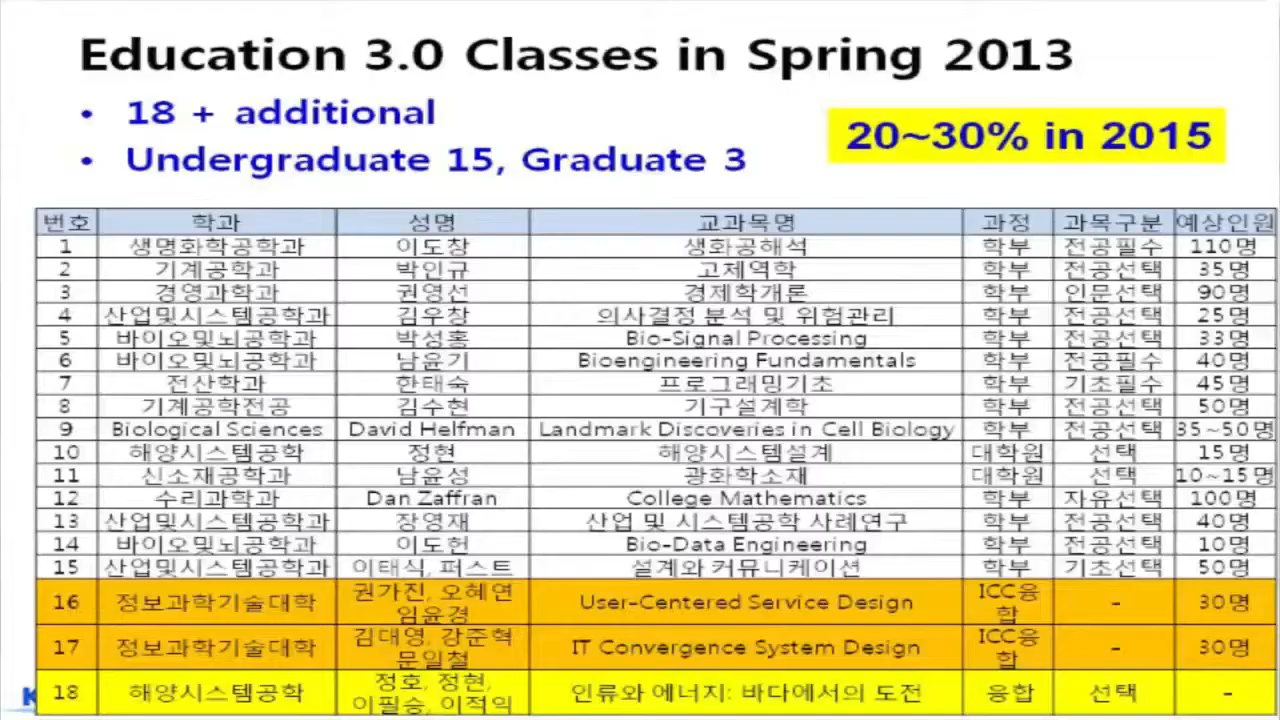 Education 3.0 Classes in Spring 2013
• 18 + additional
• Undergraduate 15, Graduate 3
20~30% in 2015
번호 학과 성명 교과목명 과정 과목구분 예상인원
1 생명화학공학과 이도창 생화공해석 학부 전공필수 110명
2 기계공학과 박인규 고체역학 학부 전공선택 35명
3 경영과학과 권영선 경제학개론 학부 인문선택 90명
4 산업및시스템공학과 김우창 의사결정 분석 및 위험관리 학부 전공선택 25명
5 바이오및뇌공학과 박성홍 Bio-Signal Processing 학부 전공선택 33명
6 바이오및뇌공학과 남윤기 Bioengineering Fundamentals 학부 전공필수 40명
7 전산학과 한태숙 프로그래밍기초 학부 기초필수 45명
8 기계공학전공 김수현 기구설계학 학부 전공선택 50명
9 Biological Sciences David Helfman Landmark Discoveries in Cell Biology 학부 전공선택 35~50명
10 해양시스템공학 정현 해양시스템설계 대학원 선택 15명
11 신소재공학과 남윤성 광화학소재 대학원 선택 10~15명
12 수리과학과 Dan Zaffran College Mathematics 학부 자유선택 100명
13 산업및시스템공학과 장영재 산업 및 시스템공학 사례연구 학부 전공선택 40명
14 바이오및뇌공학과 이도헌 Bio-Data Engineering 학부 전공선택 10명
15 산업및시스템공학과 이태식, 퍼스트 설계와 커뮤니케이션 학부 기초선택 50명
16 정보과학기술대학 권가진, 오혜연 임윤경 User-Centered Service Design ICC융합 - 30명
17 정보과학기술대학 김대영, 강준혁 문일철 IT Convergence System Design ICC융합 - 30명
18 해양시스템공학 정호, 정현, 이필승, 이적익 인류와 에너지: 바다에서의 도전 융합 선택 -